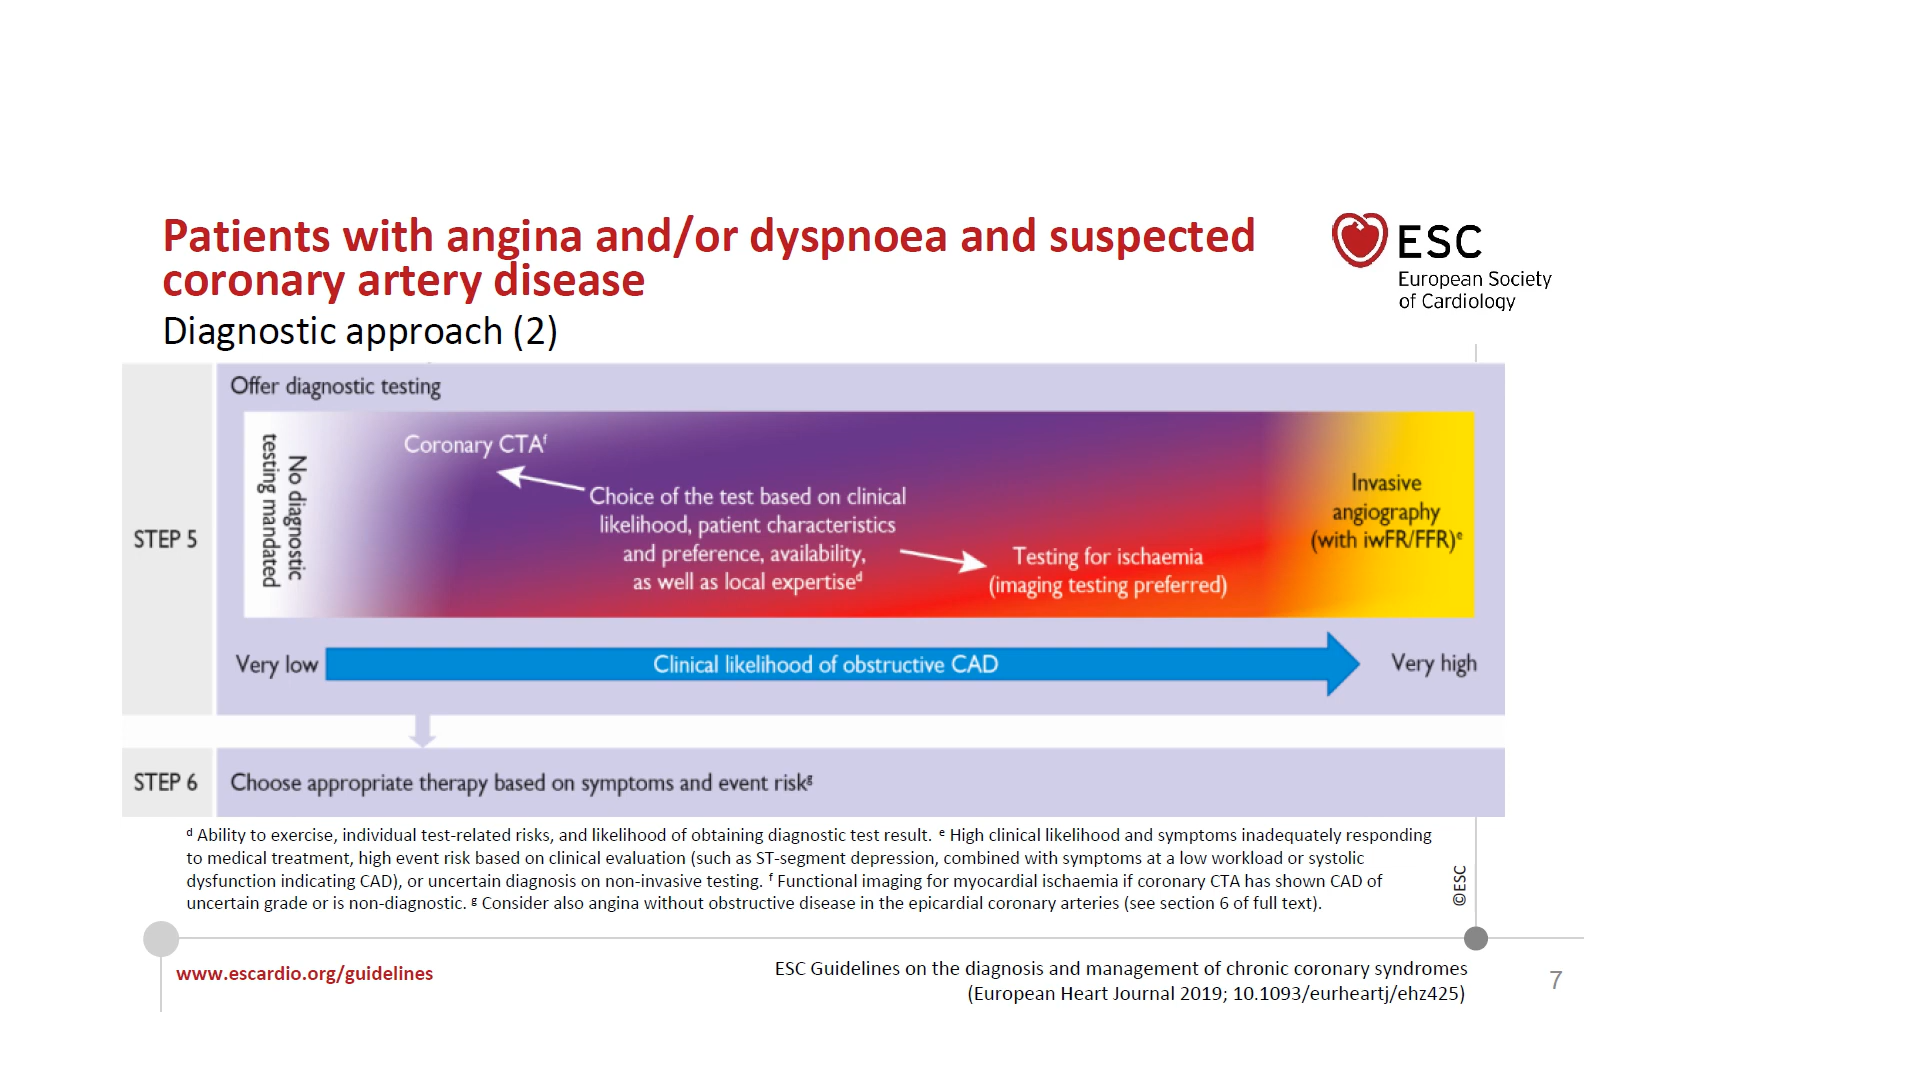 Patients with angina and/or dyspnoea and suspected
coronary artery disease
Diagnostic approach (2)
ESC
European Society
of Cardiology
STEP 5
Offer diagnostic testing
No diagnostic
testing mandated
Coronary CTAᶠ
Choice of the test based on clinical
likelihood, patient characteristics
and preference, availability,
as well as local expertiseᵈ
Testing for ischaemia
(imaging testing preferred)
Invasive
angiography
(with iwFR/FFR)ᵉ
Very low
Clinical likelihood of obstructive CAD
Very high
STEP 6
Choose appropriate therapy based on symptoms and event riskᵍ
ᵈ Ability to exercise, individual test-related risks, and likelihood of obtaining diagnostic test result. ᵉ High clinical likelihood and symptoms inadequately responding
to medical treatment, high event risk based on clinical evaluation (such as ST-segment depression, combined with symptoms at a low workload or systolic
dysfunction indicating CAD), or uncertain diagnosis on non-invasive testing. ᶠ Functional imaging for myocardial ischaemia if coronary CTA has shown CAD of
uncertain grade or is non-diagnostic. ᵍ Consider also angina without obstructive disease in the epicardial coronary arteries (see section 6 of full text).
©ESC
www.escardio.org/guidelines
ESC Guidelines on the diagnosis and management of chronic coronary syndromes
(European Heart Journal 2019; 10.1093/eurheartj/ehz425)
7